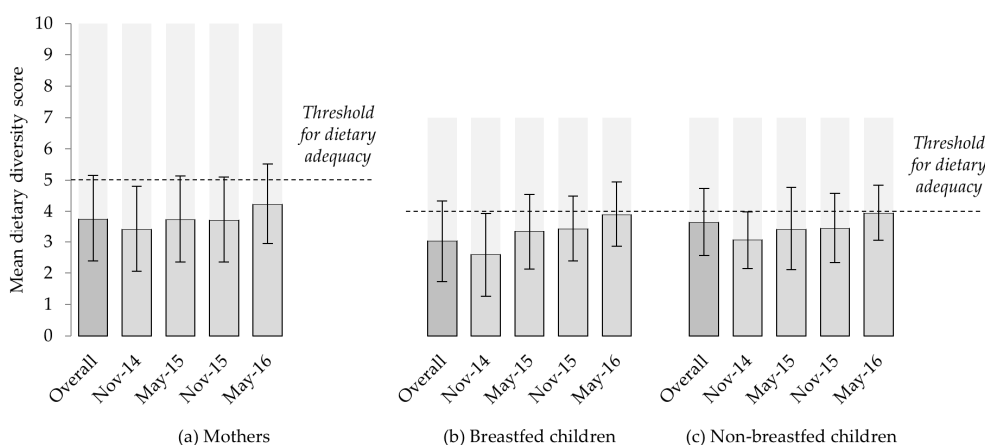 Mean dietary diversity score
10
9
8
7
6
5
4
3
2
1
0
Threshold
for dietary
adequacy
Overall
Nov-14
May-15
Nov-15
May-16
(a) Mothers
Overall
Nov-14
May-15
Nov-15
May-16
(b) Breastfed children
Threshold
for dietary
adequacy
Overall
Nov-14
May-15
Nov-15
May-16
(c) Non-breastfed children